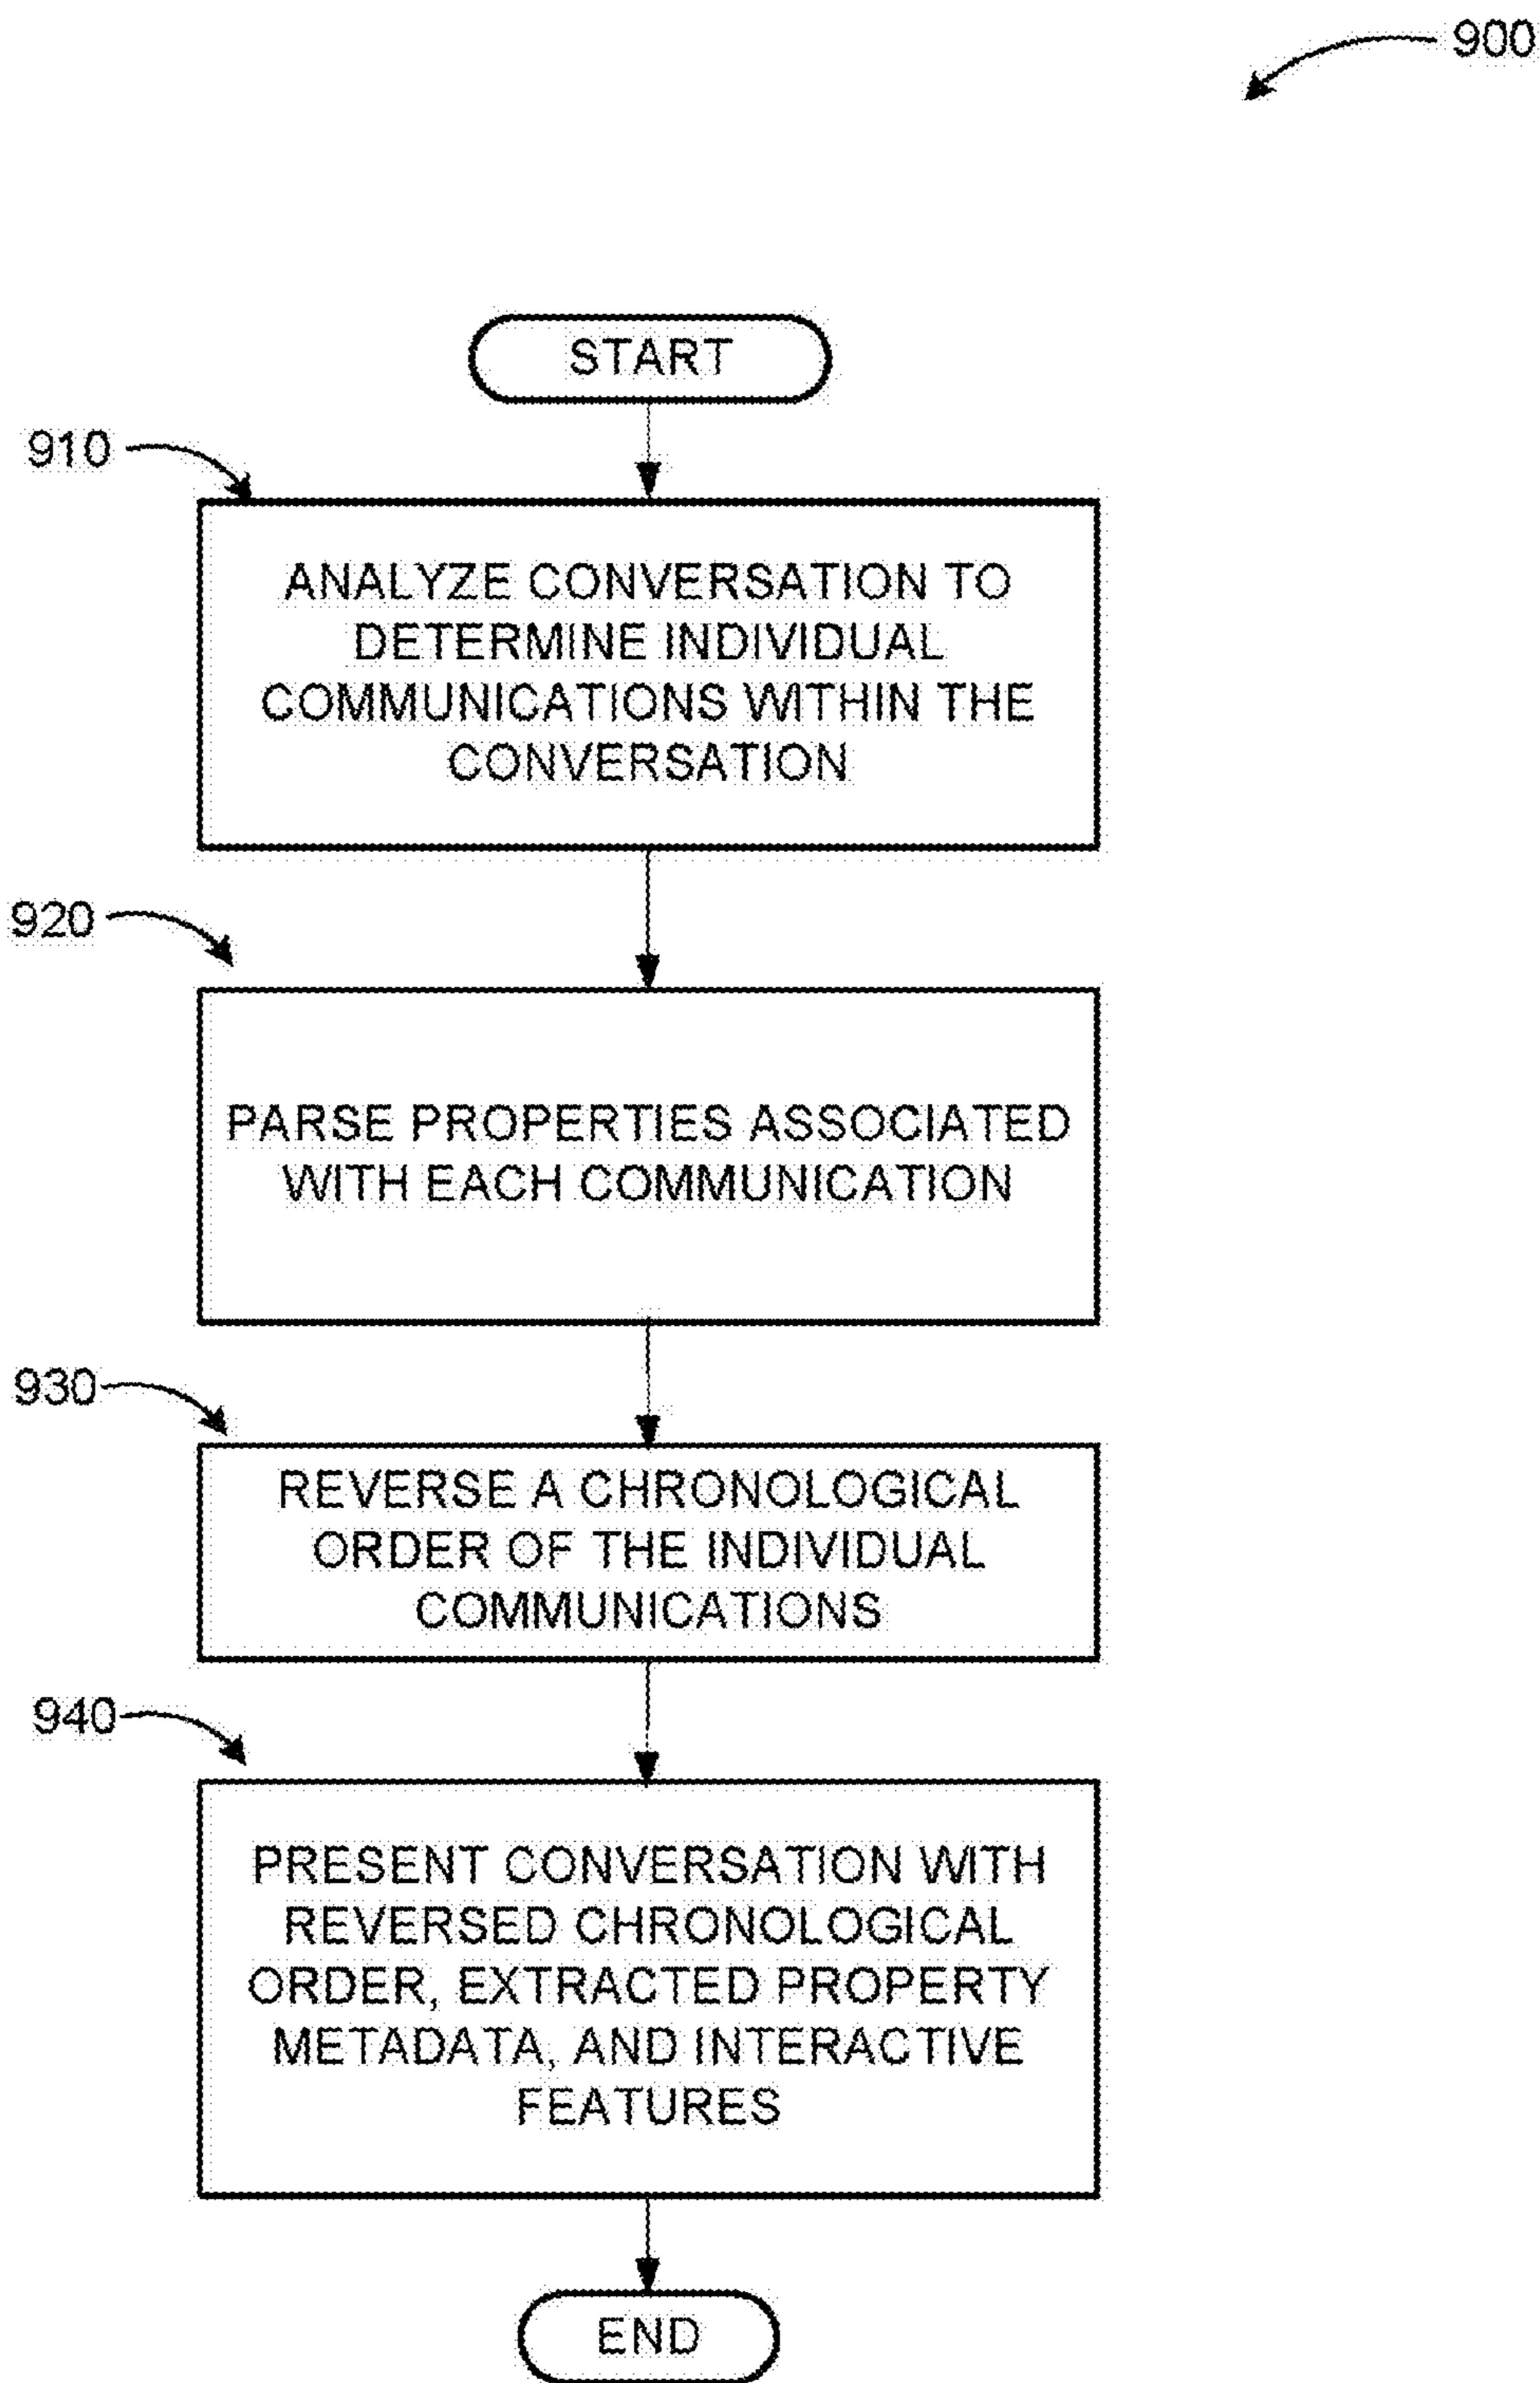 900
START
910
ANALYZE CONVERSATION TO
DETERMINE INDIVIDUAL
COMMUNICATIONS WITHIN THE
CONVERSATION
920
PARSE PROPERTIES ASSOCIATED
WITH EACH COMMUNICATION
930
REVERSE A CHRONOLOGICAL
ORDER OF THE INDIVIDUAL
COMMUNICATIONS
940
PRESENT CONVERSATION WITH
REVERSED CHRONOLOGICAL
ORDER, EXTRACTED PROPERTY
METADATA, AND INTERACTIVE
FEATURES
END